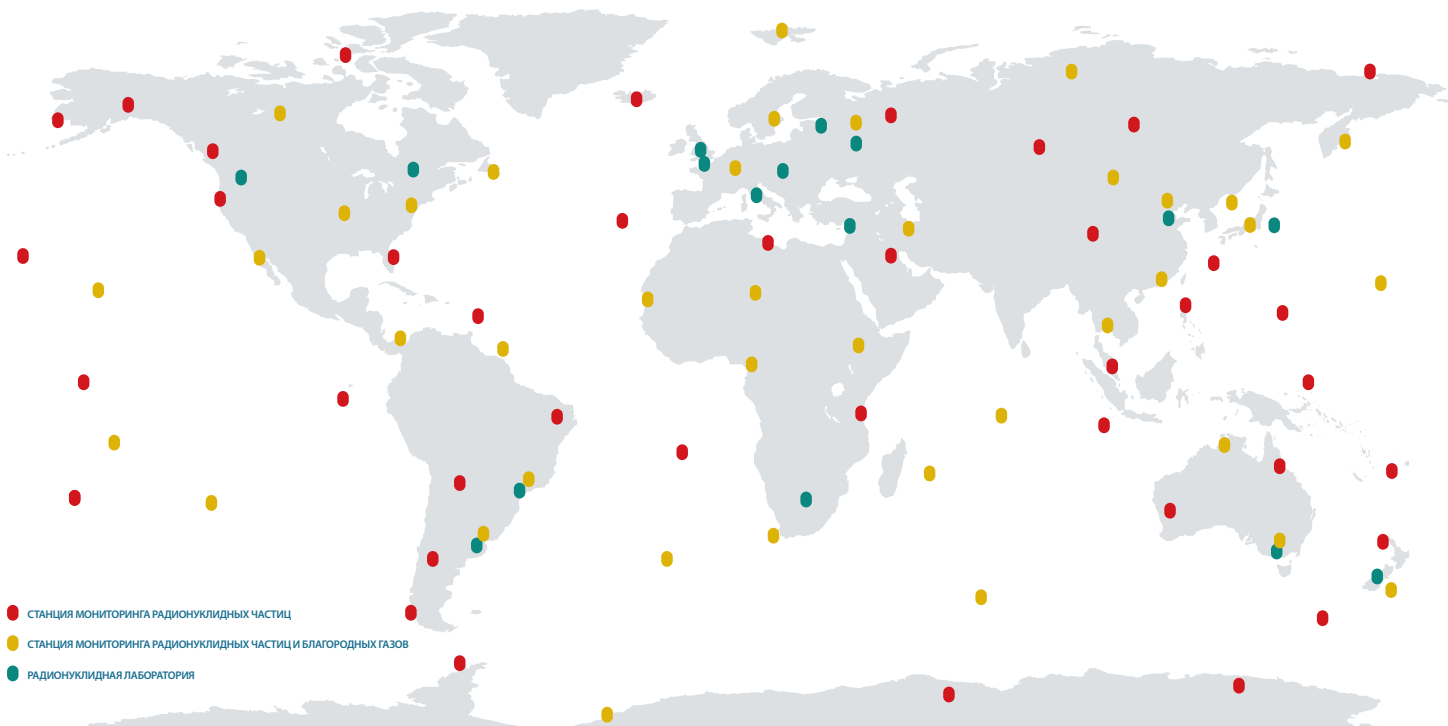 СТАНЦИЯ МОНИТОРИНГА РАДИОНУКЛИДНЫХ ЧАСТИЦ
СТАНЦИЯ МОНИТОРИНГА РАДИОНУКЛИДНЫХ ЧАСТИЦ И БЛАГОРОДНЫХ ГАЗОВ
РАДИОНУКЛИДНАЯ ЛАБОРАТОРИЯ